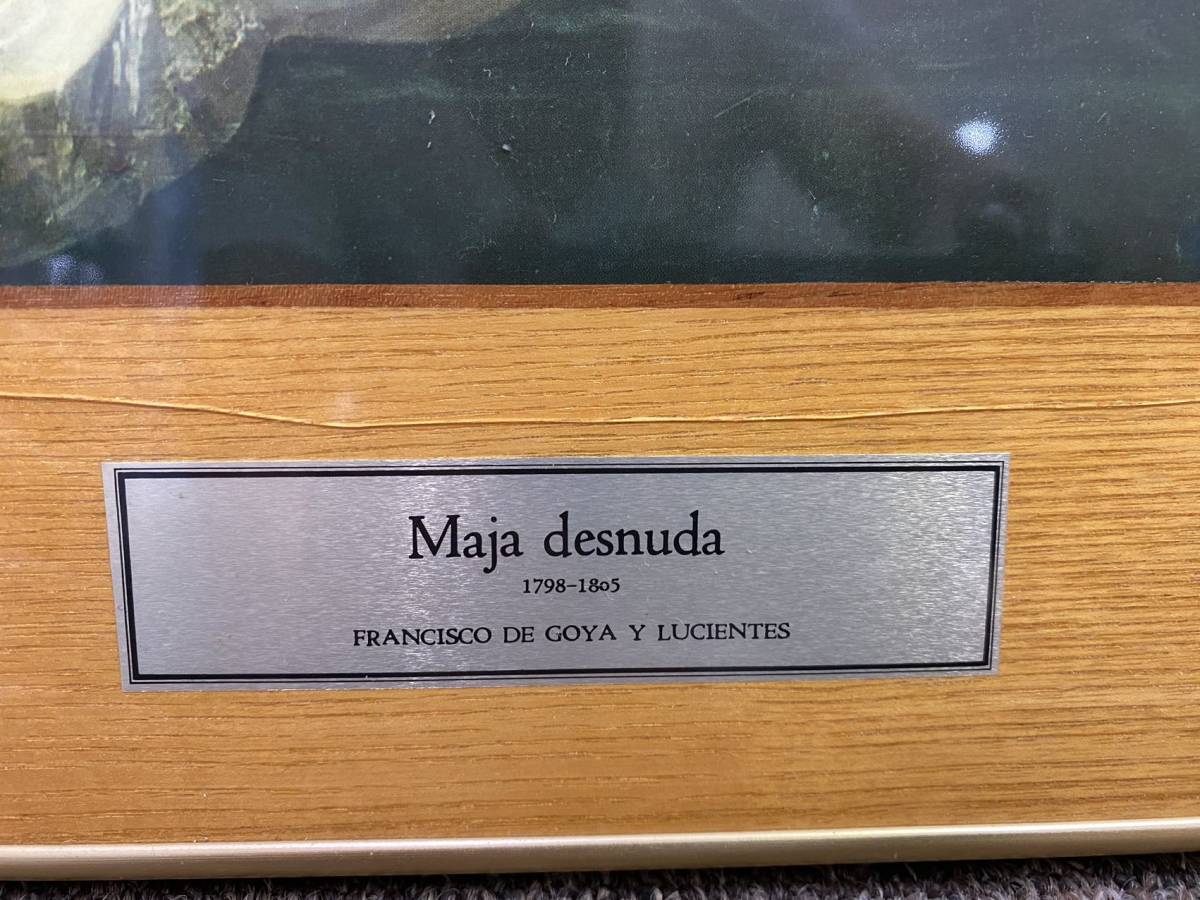 Maja desnuda
1798-1805
FRANCISCO DE GOYA Y LUCIENTES